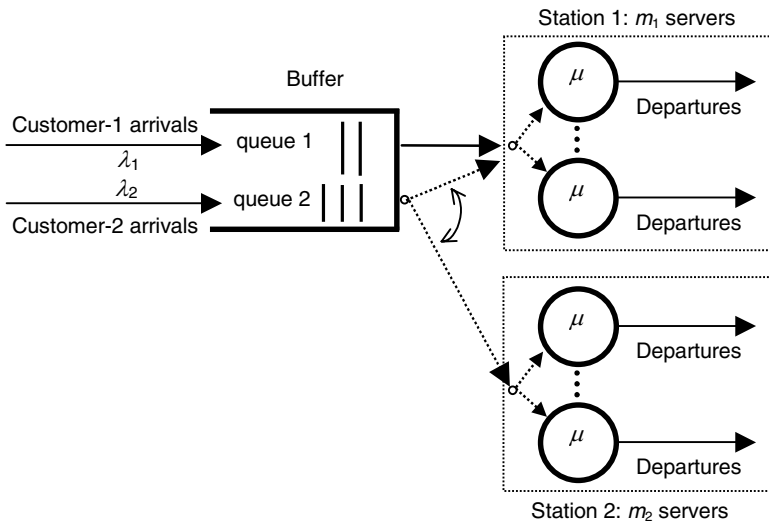 Station 1: m₁ servers
Buffer
μ
Departures
Customer-1 arrivals
queue 1
λ₁
λ₂
queue 2
μ
Customer-2 arrivals
Departures
μ
Departures
μ
Departures
Station 2: m₂ servers